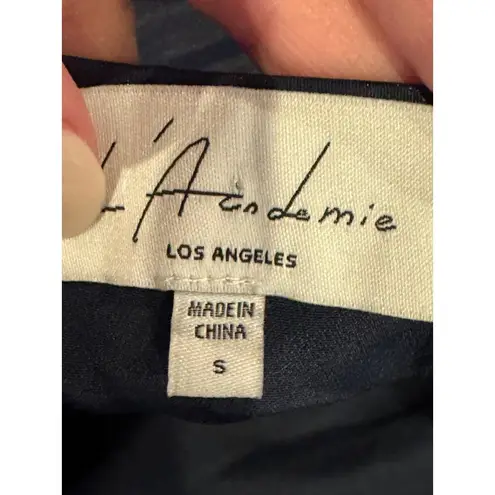 L'Academie
LOS ANGELES
MADE IN
CHINA
S